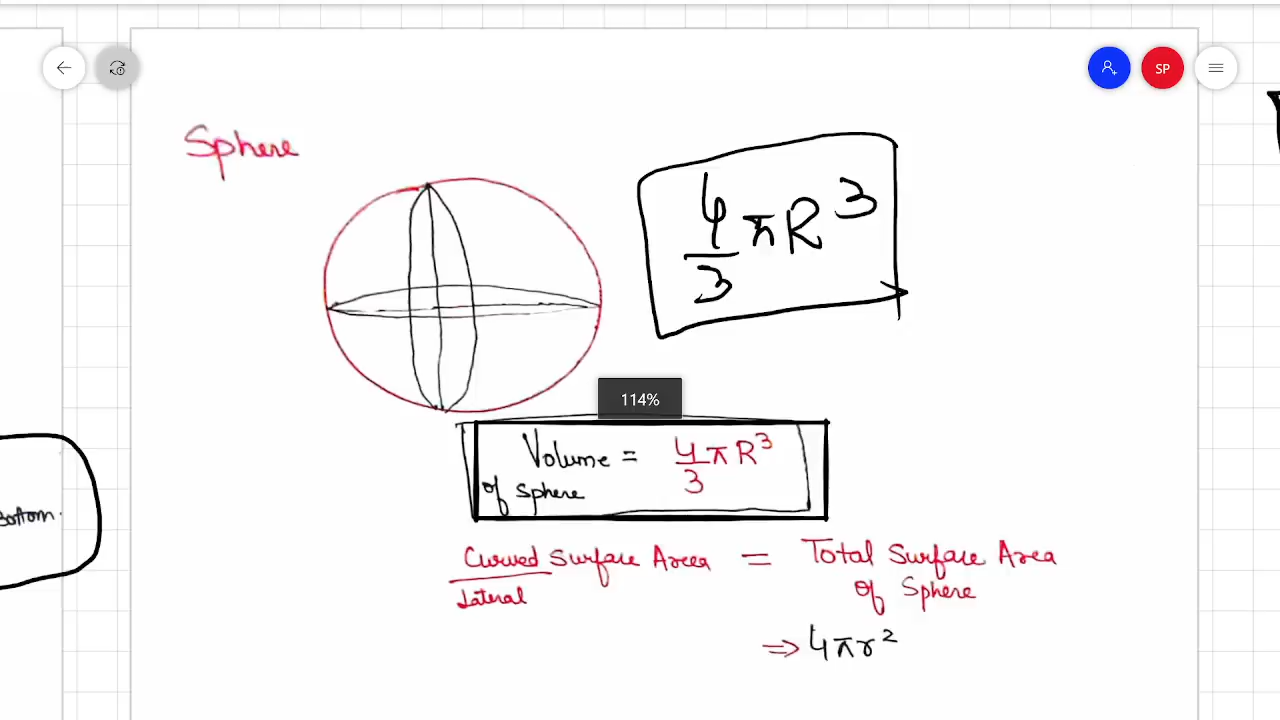 SP
Sphere
4/3 πR³
114%
Volume = 4/3 πR³
of sphere
Curved Surface Area = Total Surface Area
Lateral of Sphere
⇒ 4πr²
Bottom.